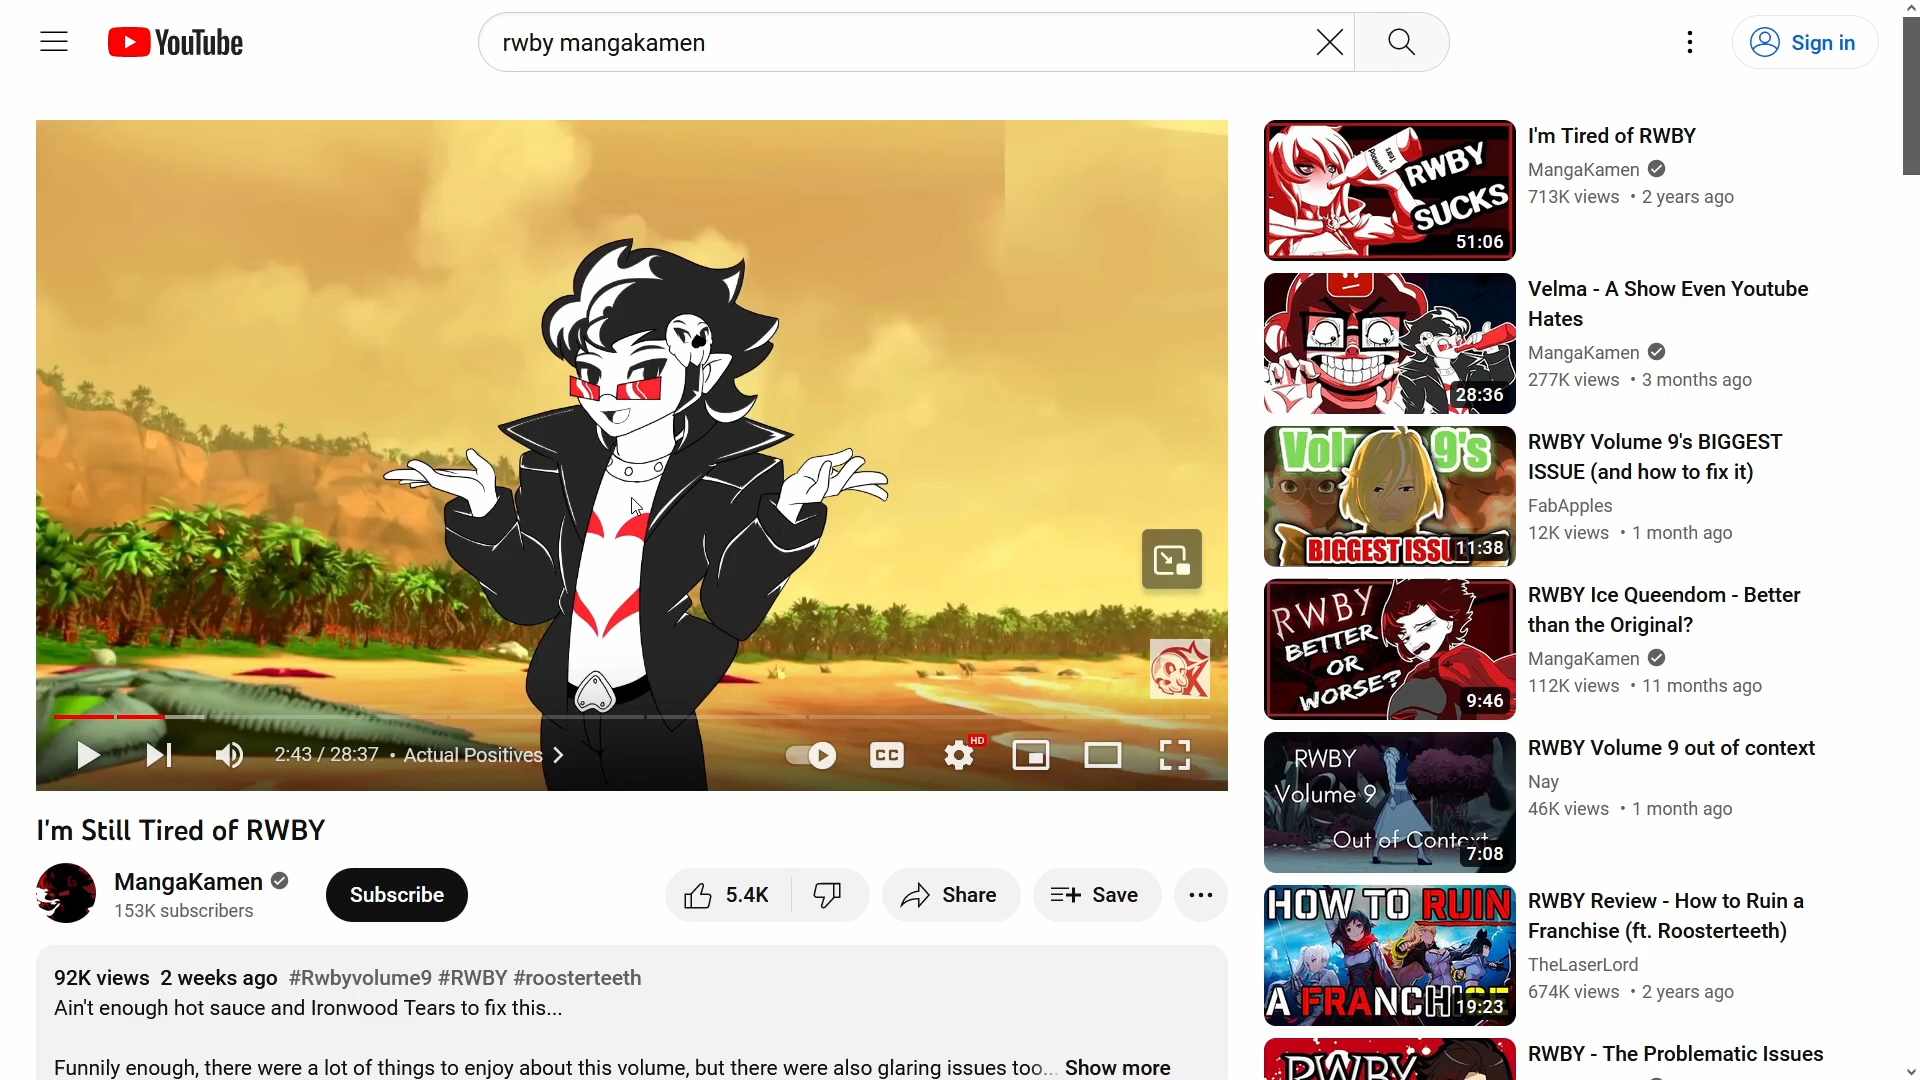 YouTube
rwby mangakamen
Sign in
2:43 / 28:37 • Actual Positives
CC
HD
I'm Still Tired of RWBY
MangaKamen
153K subscribers
Subscribe
5.4K
Share
Save
92K views 2 weeks ago #Rwbyvolume9 #RWBY #roosterteeth
Ain't enough hot sauce and Ironwood Tears to fix this...
Funnily enough, there were a lot of things to enjoy about this volume, but there were also glaring issues too... Show more
Ironwood
Tears
RWBY
SUCKS
51:06
I'm Tired of RWBY
MangaKamen
713K views • 2 years ago
28:36
Velma - A Show Even Youtube
Hates
MangaKamen
277K views • 3 months ago
Vol 9's
BIGGEST ISSU
11:38
RWBY Volume 9's BIGGEST
ISSUE (and how to fix it)
FabApples
12K views • 1 month ago
RWBY
BETTER
OR
WORSE?
9:46
RWBY Ice Queendom - Better
than the Original?
MangaKamen
112K views • 11 months ago
RWBY
Volume 9
Out of Context
7:08
RWBY Volume 9 out of context
Nay
46K views • 1 month ago
HOW TO RUIN
A FRANCHISE
19:23
RWBY Review - How to Ruin a
Franchise (ft. Roosterteeth)
TheLaserLord
674K views • 2 years ago
RWBY
RWBY - The Problematic Issues